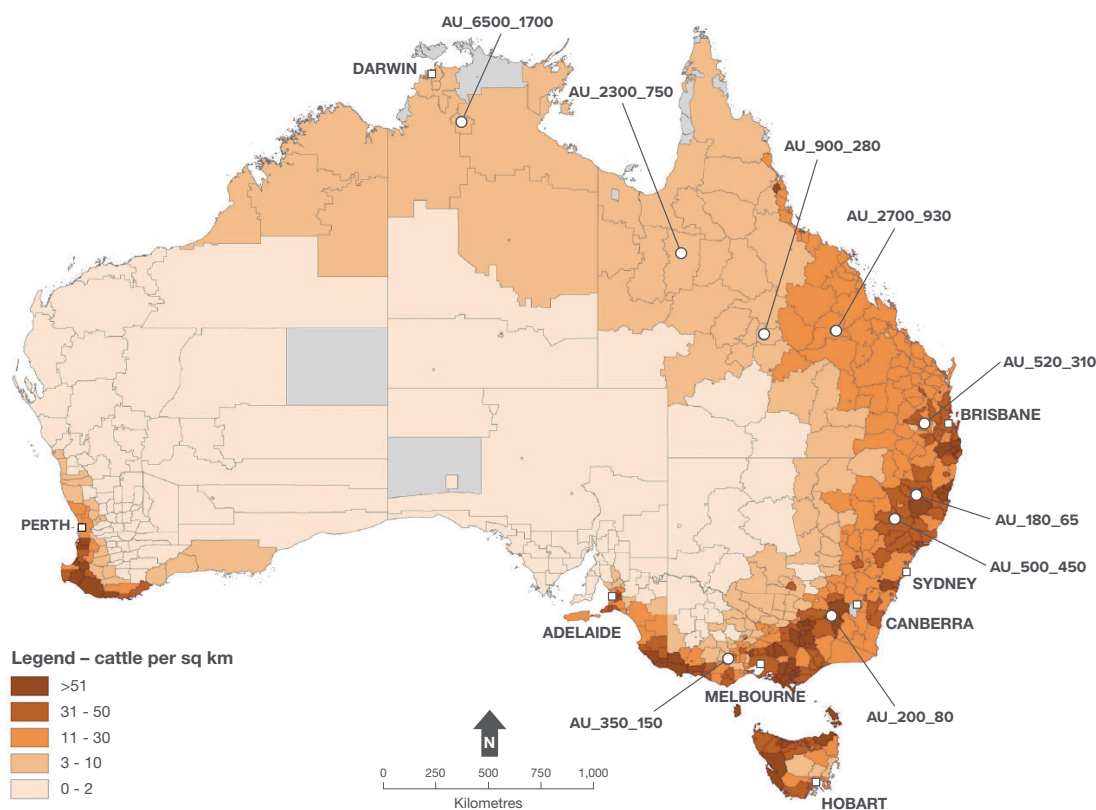 AU_6500_1700
DARWIN
AU_2300_750
AU_900_280
AU_2700_930
AU_520_310
BRISBANE
AU_180_65
PERTH
AU_500_450
SYDNEY
ADELAIDE
CANBERRA
MELBOURNE
AU_350_150
AU_200_80
HOBART
Legend – cattle per sq km
>51
31 - 50
11 - 30
3 - 10
0 - 2
N
0 250 500 750 1,000
Kilometres